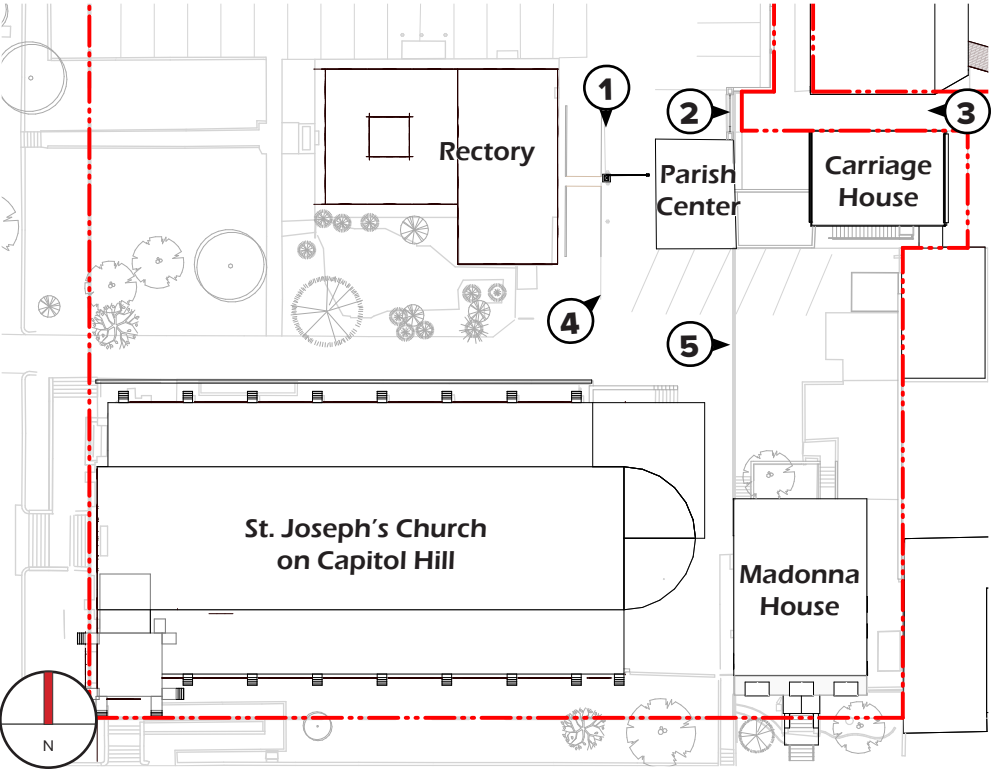 1
2
3
Rectory
Parish
Center
Carriage
House
4
5
St. Joseph's Church
on Capitol Hill
Madonna
House
N